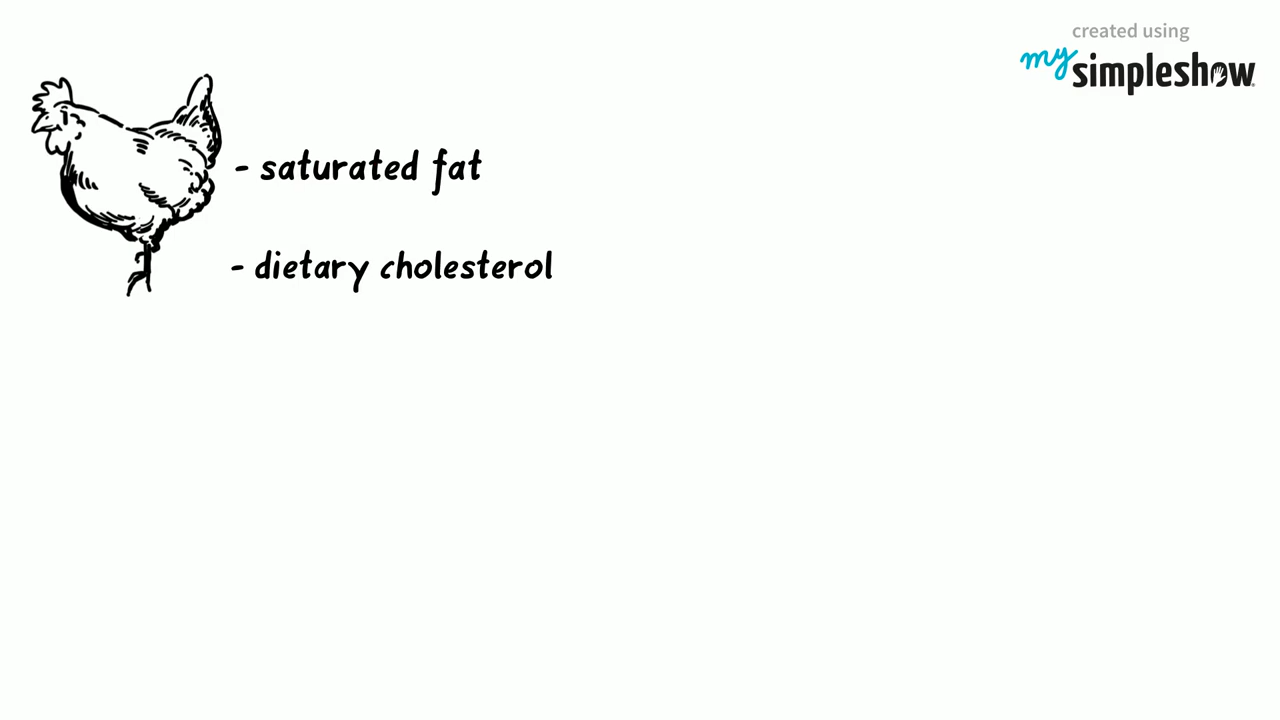 created using
my simpleshow
- saturated fat
- dietary cholesterol